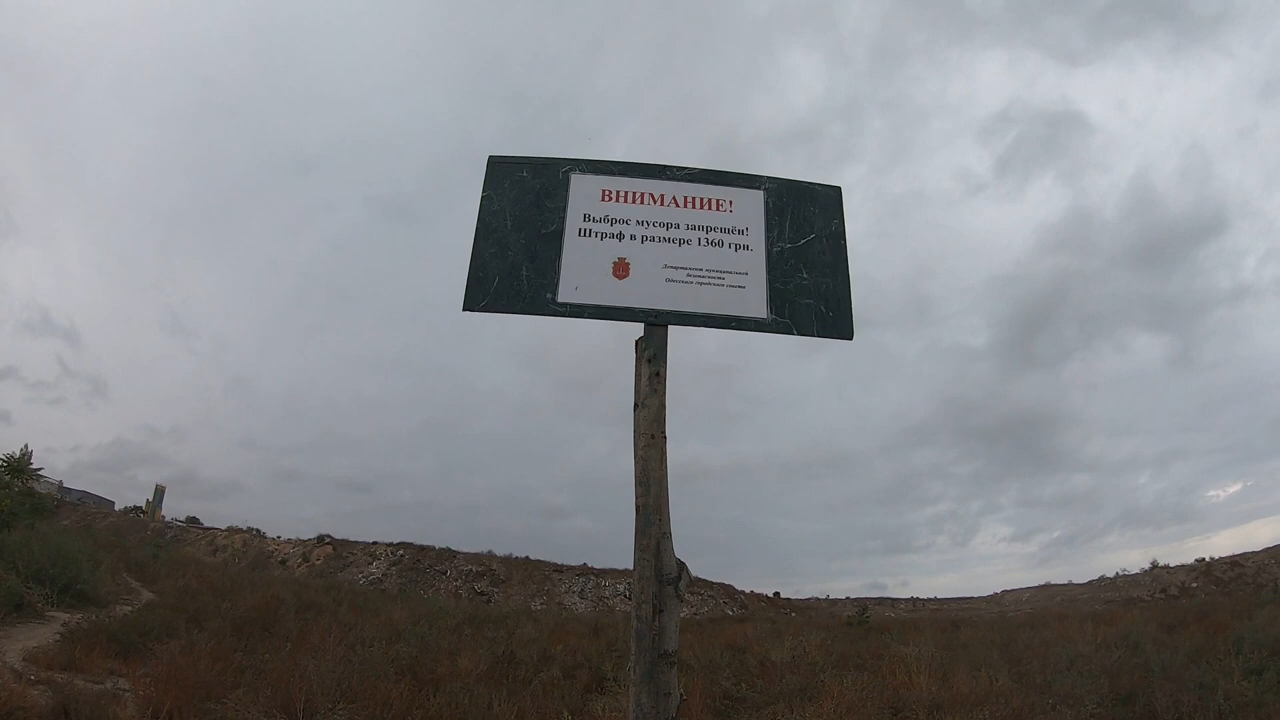 ВНИМАНИЕ!
Выброс мусора запрещён!
Штраф в размере 1360 грн.
Департамент муниципальной
безопасности
Одесского городского совета